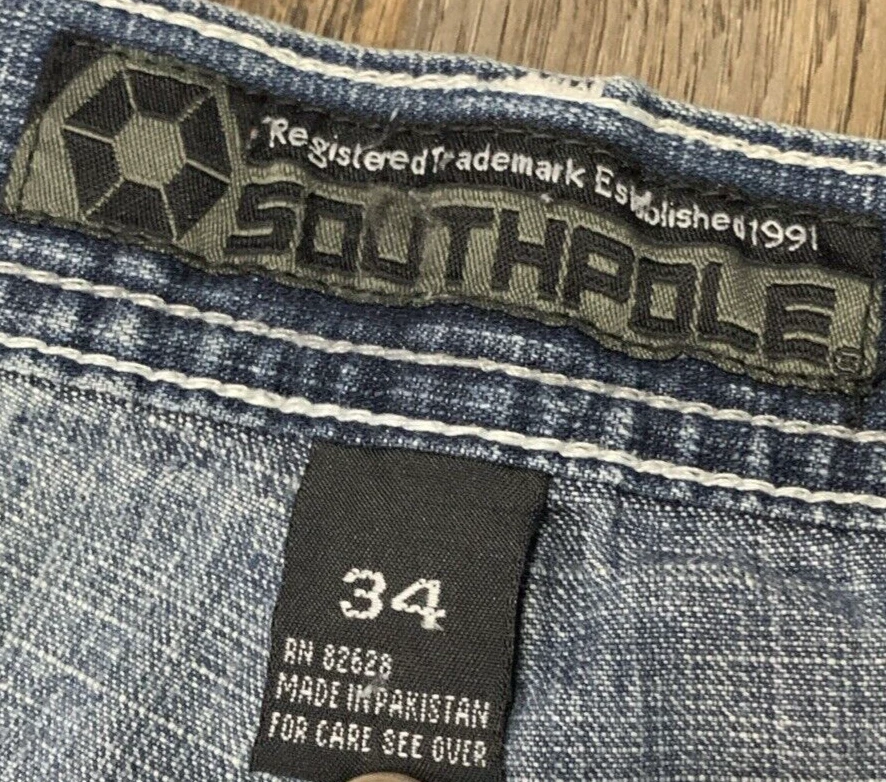 Registered Trademark Established 1991
SOUTHPOLE
34
RN 82628
MADE IN PAKISTAN
FOR CARE SEE OVER